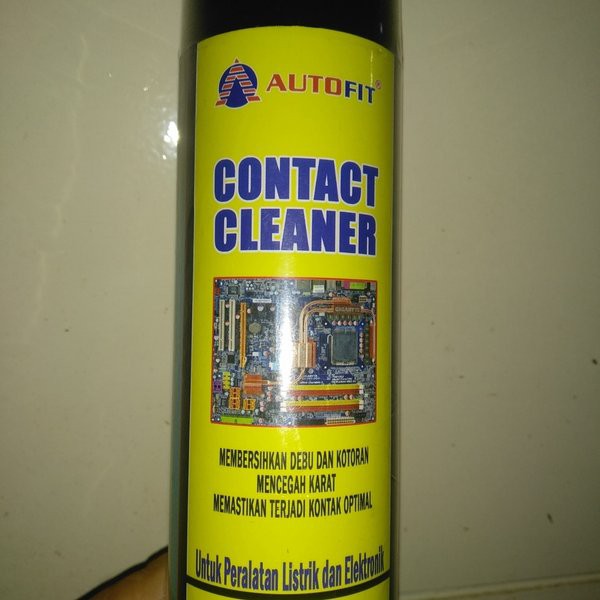 AUTOFIT®
CONTACT
CLEANER
MEMBERSIHKAN DEBU DAN KOTORAN
MENCEGAH KARAT
MEMASTIKAN TERJADI KONTAK OPTIMAL
Untuk Peralatan Listrik dan Elektronik